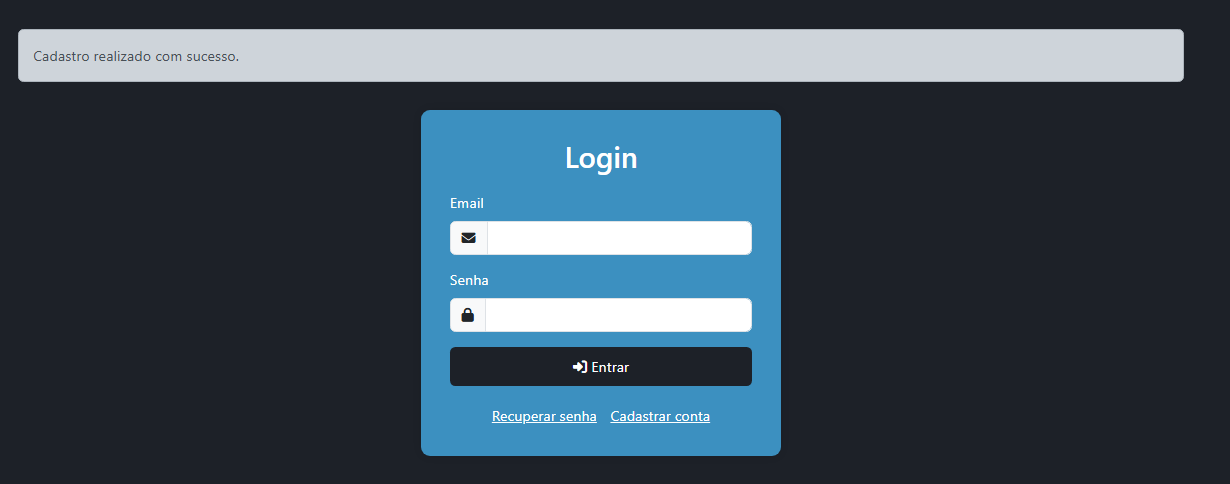 Cadastro realizado com sucesso.
Login
Email
Senha
Entrar
Recuperar senha Cadastrar conta